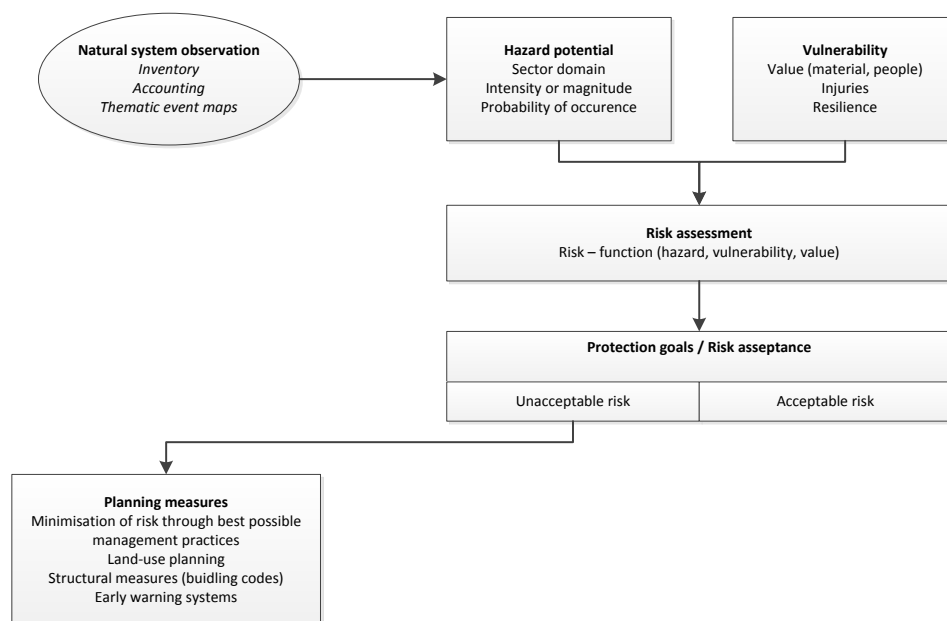 Natural system observation
Inventory
Accounting
Thematic event maps
Hazard potential
Sector domain
Intensity or magnitude
Probability of occurence
Vulnerability
Value (material, people)
Injuries
Resilience
Risk assessment
Risk – function (hazard, vulnerability, value)
Protection goals / Risk aseptance
Unacceptable risk
Acceptable risk
Planning measures
Minimisation of risk through best possible
management practices
Land-use planning
Structural measures (buidling codes)
Early warning systems